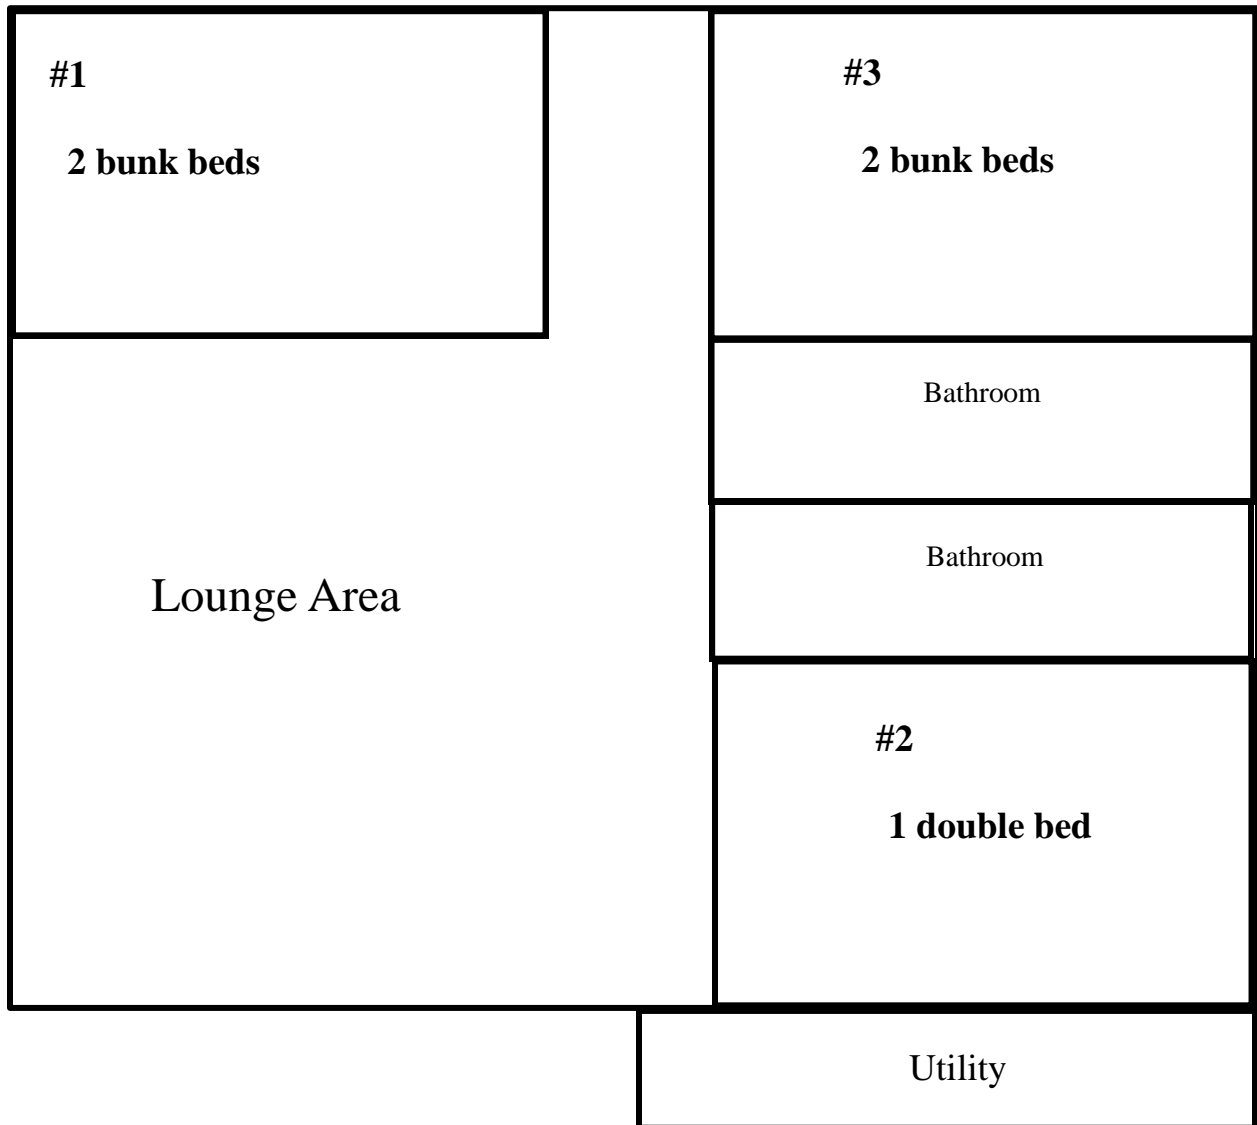 #1
2 bunk beds
#3
2 bunk beds
Bathroom
Bathroom
Lounge Area
#2
1 double bed
Utility